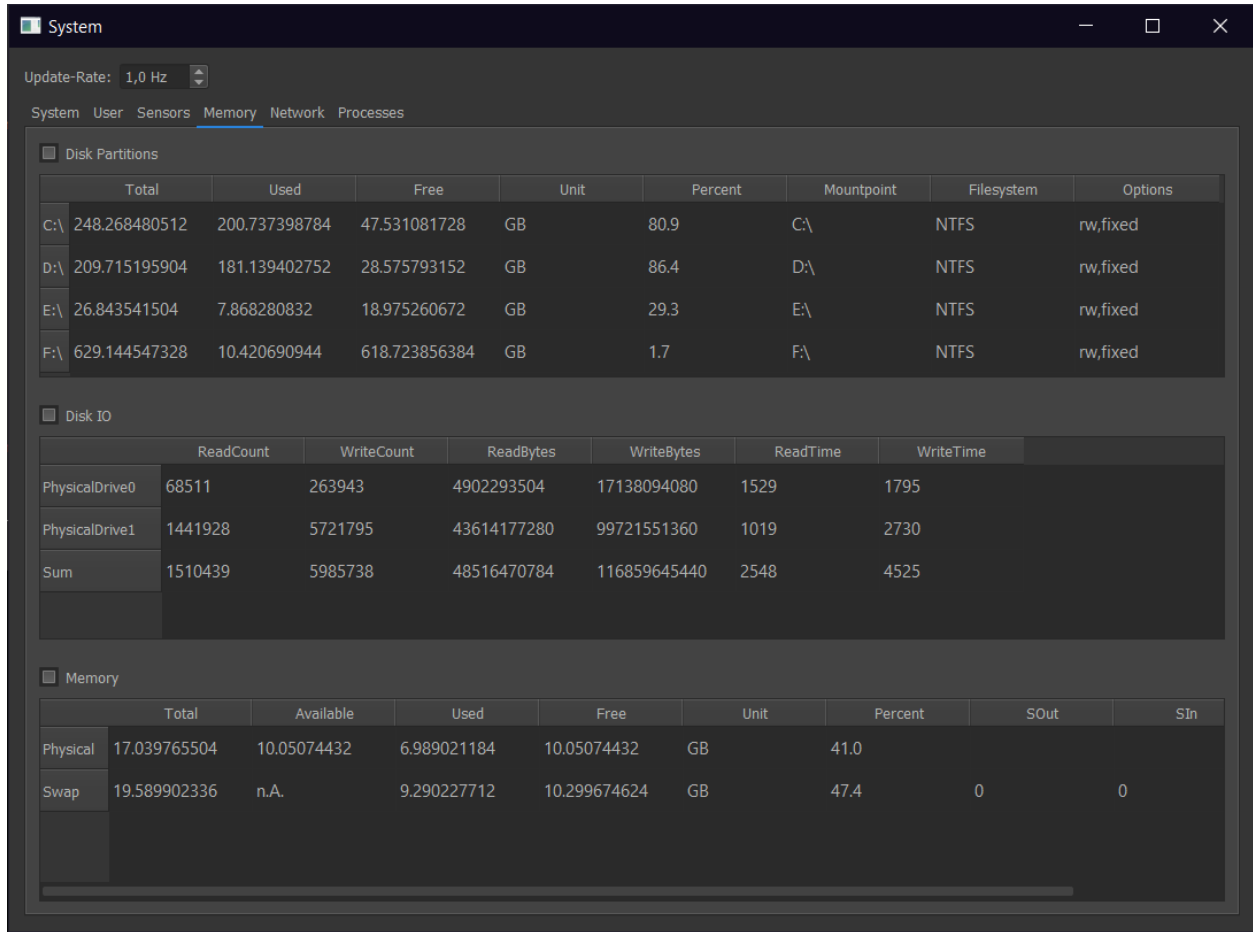 System
Update-Rate: 1,0 Hz
System User Sensors Memory Network Processes
Disk Partitions
Total Used Free Unit Percent Mountpoint Filesystem Options
C:\ 248.268480512 200.737398784 47.531081728 GB 80.9 C:\ NTFS rw,fixed
D:\ 209.715195904 181.139402752 28.575793152 GB 86.4 D:\ NTFS rw,fixed
E:\ 26.843541504 7.868280832 18.975260672 GB 29.3 E:\ NTFS rw,fixed
F:\ 629.144547328 10.420690944 618.723856384 GB 1.7 F:\ NTFS rw,fixed
Disk IO
ReadCount WriteCount ReadBytes WriteBytes ReadTime WriteTime
PhysicalDrive0 68511 263943 4902293504 17138094080 1529 1795
PhysicalDrive1 1441928 5721795 43614177280 99721551360 1019 2730
Sum 1510439 5985738 48516470784 116859645440 2548 4525
Memory
Total Available Used Free Unit Percent SOut SIn
Physical 17.039765504 10.05074432 6.989021184 10.05074432 GB 41.0
Swap 19.589902336 n.A. 9.290227712 10.299674624 GB 47.4 0 0